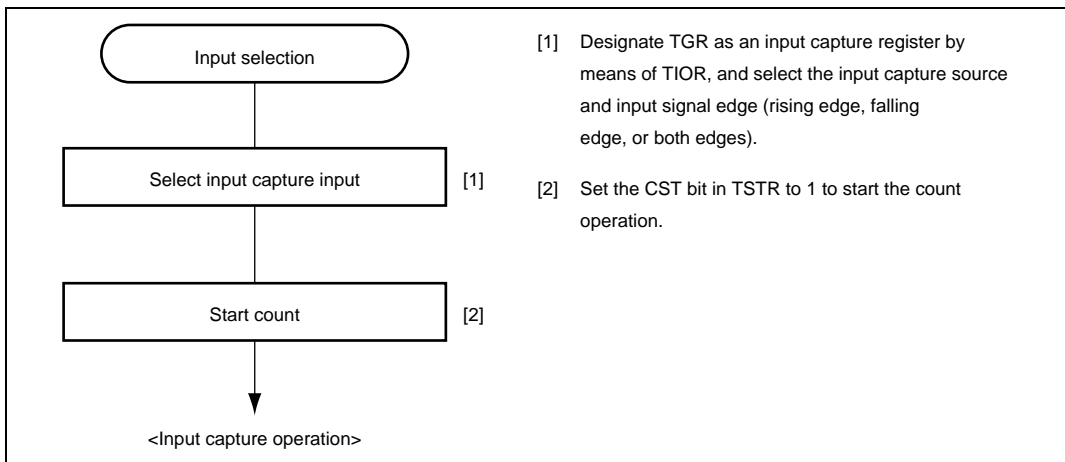 Input selection
Select input capture input [1]
Start count [2]
<Input capture operation>
[1] Designate TGR as an input capture register by
means of TIOR, and select the input capture source
and input signal edge (rising edge, falling
edge, or both edges).
[2] Set the CST bit in TSTR to 1 to start the count
operation.